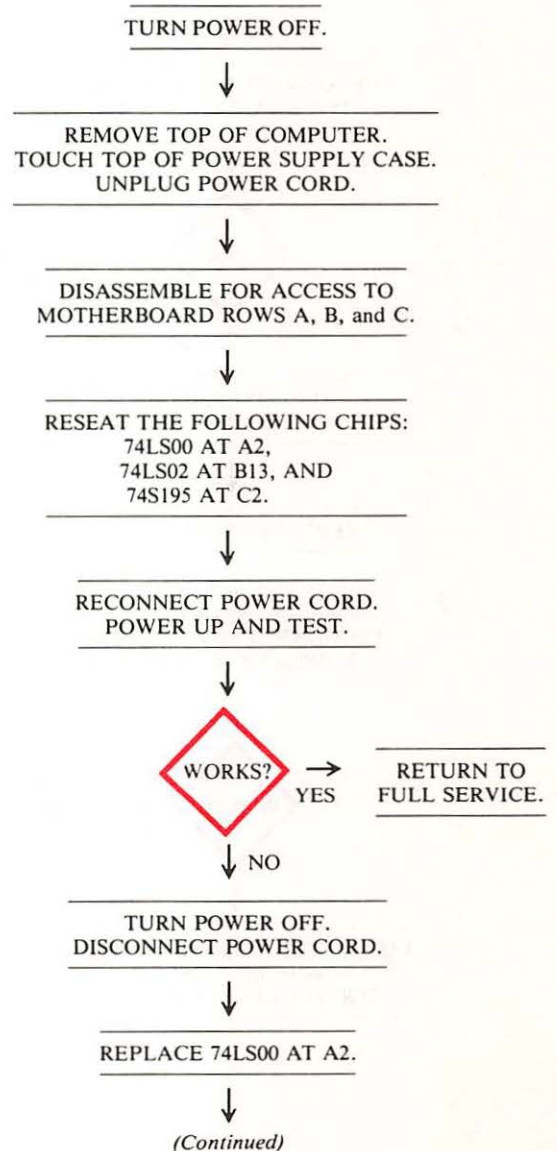 TURN POWER OFF.
REMOVE TOP OF COMPUTER.
TOUCH TOP OF POWER SUPPLY CASE.
UNPLUG POWER CORD.
DISASSEMBLE FOR ACCESS TO
MOTHERBOARD ROWS A, B, and C.
RESEAT THE FOLLOWING CHIPS:
74LS00 AT A2,
74LS02 AT B13, AND
74S195 AT C2.
RECONNECT POWER CORD.
POWER UP AND TEST.
WORKS?
YES
RETURN TO
FULL SERVICE.
NO
TURN POWER OFF.
DISCONNECT POWER CORD.
REPLACE 74LS00 AT A2.
(Continued)